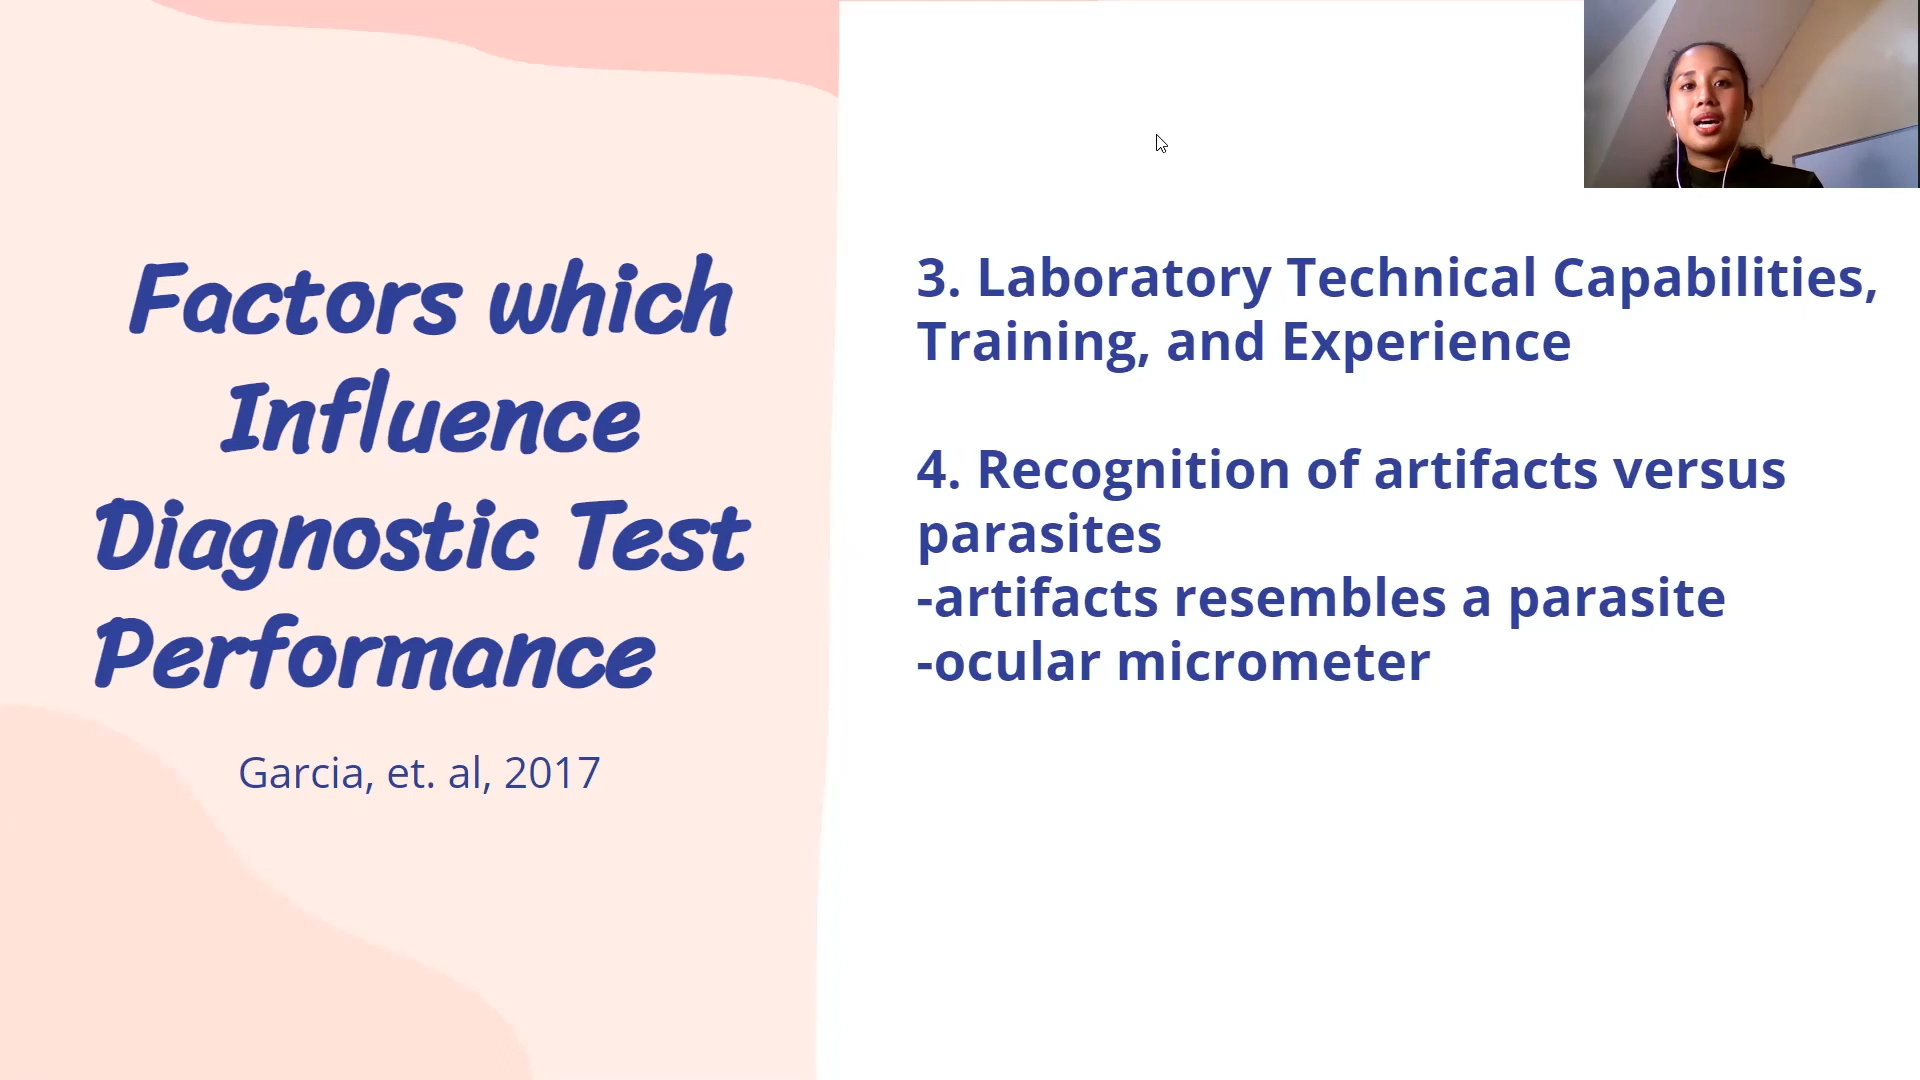 Factors which
Influence
Diagnostic Test
Performance
Garcia, et. al, 2017
3. Laboratory Technical Capabilities,
Training, and Experience
4. Recognition of artifacts versus
parasites
-artifacts resembles a parasite
-ocular micrometer